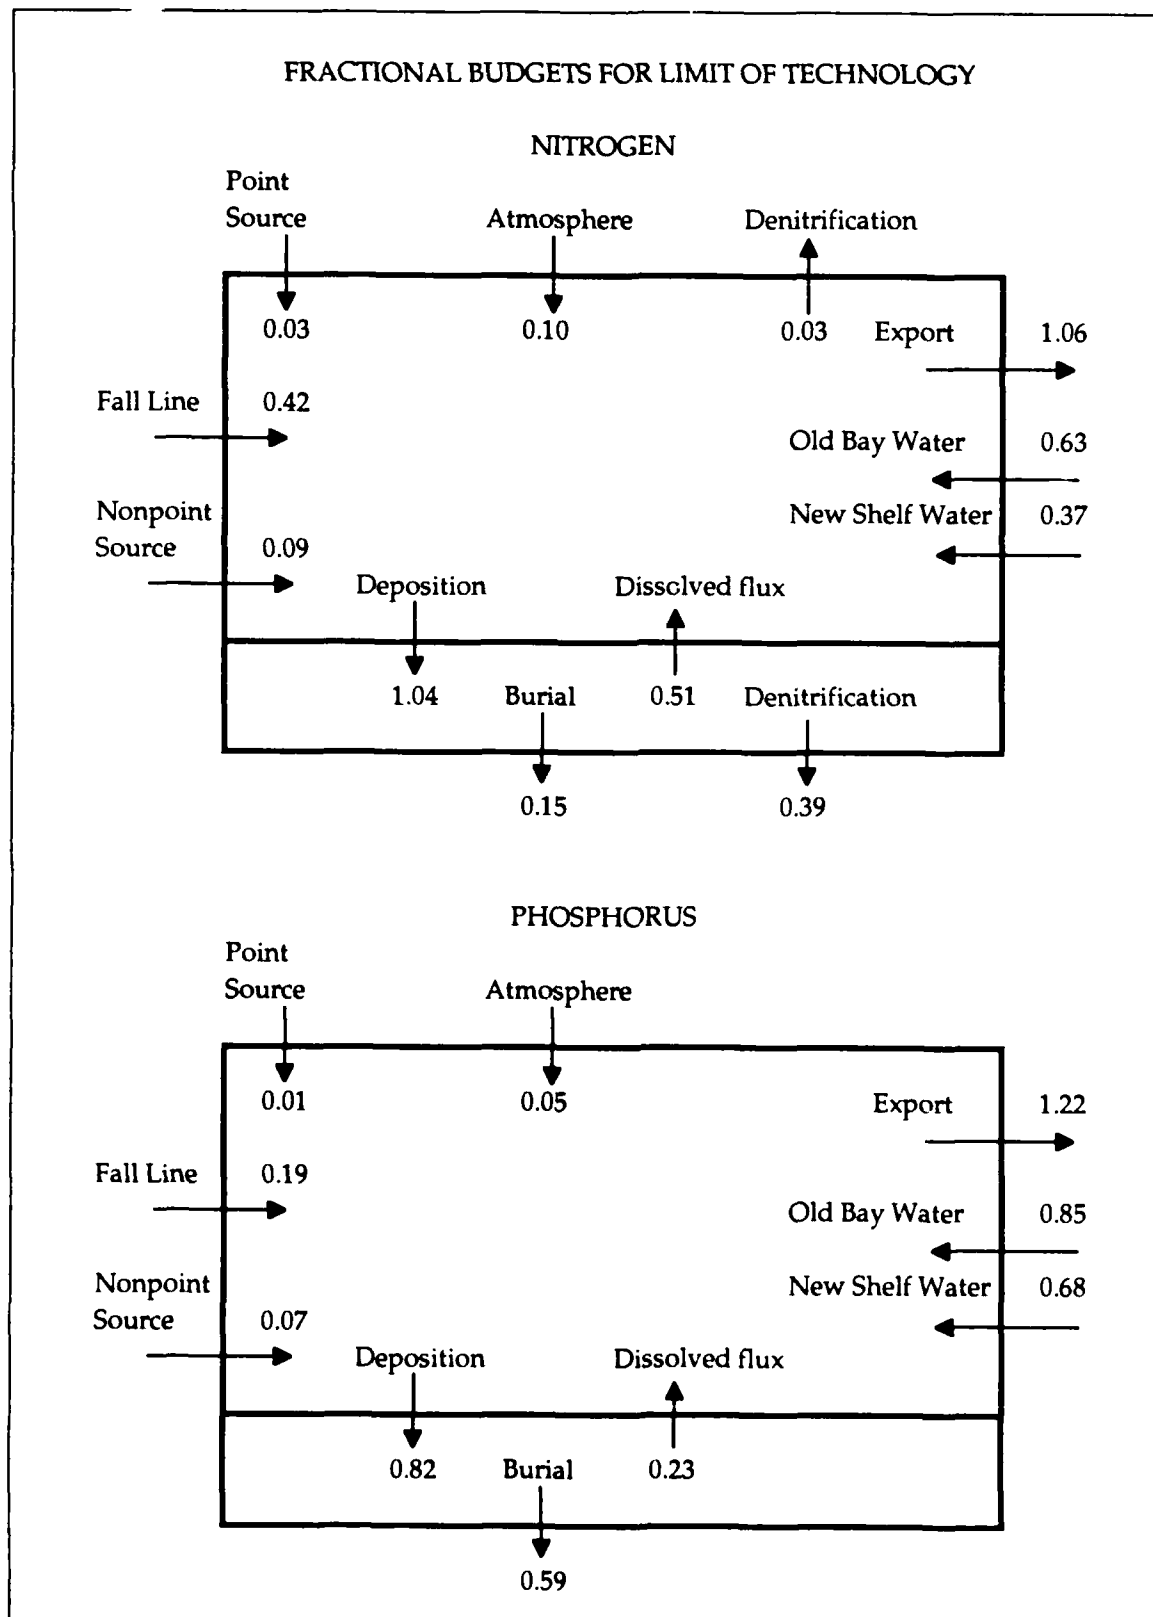 FRACTIONAL BUDGETS FOR LIMIT OF TECHNOLOGY
NITROGEN
Point
Source
Atmosphere
Denitrification
0.03
0.10
0.03
Export
1.06
Fall Line
0.42
Old Bay Water
0.63
Nonpoint
Source
0.09
New Shelf Water
0.37
Deposition
Dissolved flux
1.04
Burial
0.51
Denitrification
0.15
0.39
PHOSPHORUS
Point
Source
Atmosphere
0.01
0.05
Export
1.22
Fall Line
0.19
Old Bay Water
0.85
Nonpoint
Source
0.07
New Shelf Water
0.68
Deposition
Dissolved flux
0.82
Burial
0.23
0.59